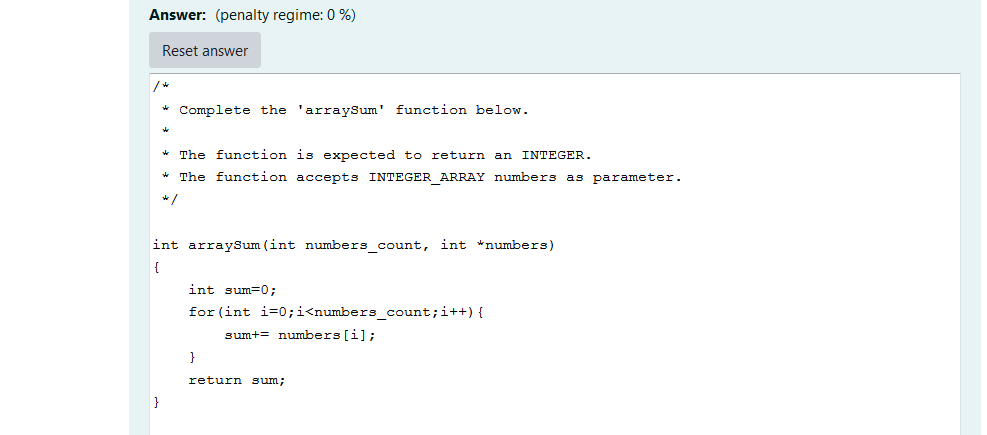 Answer: (penalty regime: 0 %)
Reset answer
/*
 * Complete the 'arraySum' function below.
 *
 * The function is expected to return an INTEGER.
 * The function accepts INTEGER_ARRAY numbers as parameter.
 */

int arraySum(int numbers_count, int *numbers)
{
    int sum=0;
    for(int i=0;i<numbers_count;i++){
        sum+= numbers[i];
    }
    return sum;
}